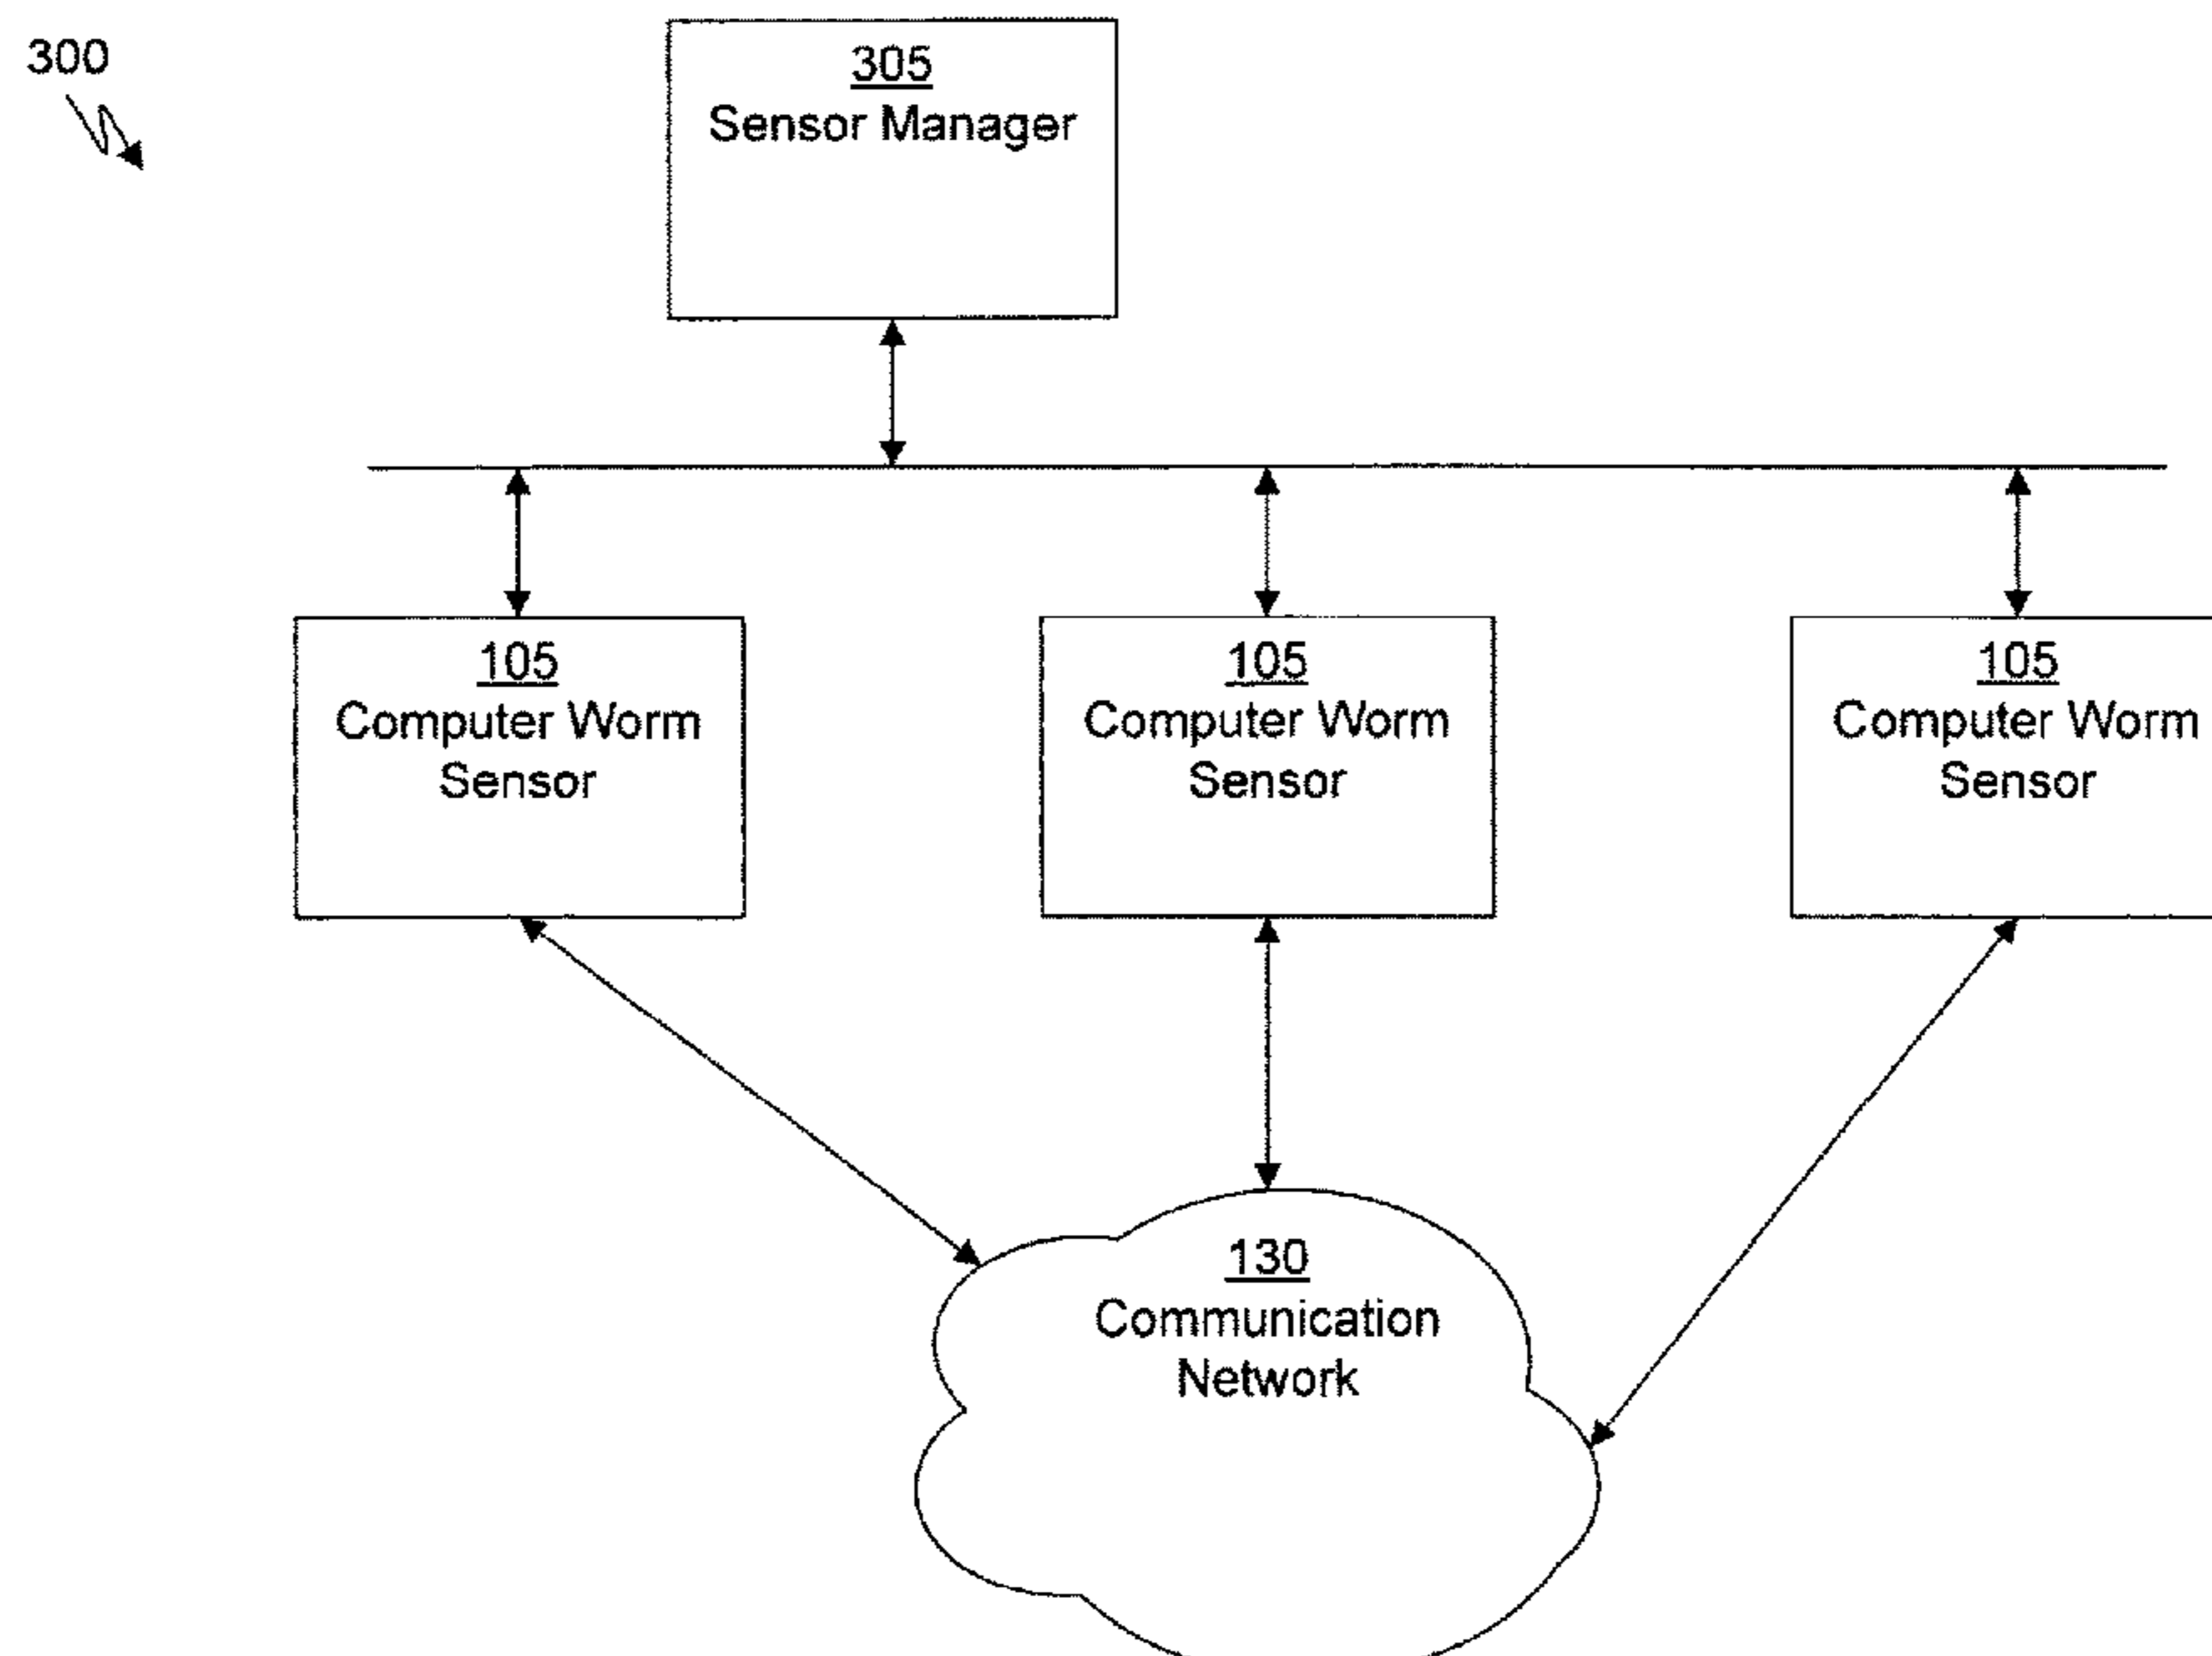 300
305
Sensor Manager
105
Computer Worm
Sensor
105
Computer Worm
Sensor
105
Computer Worm
Sensor
130
Communication
Network